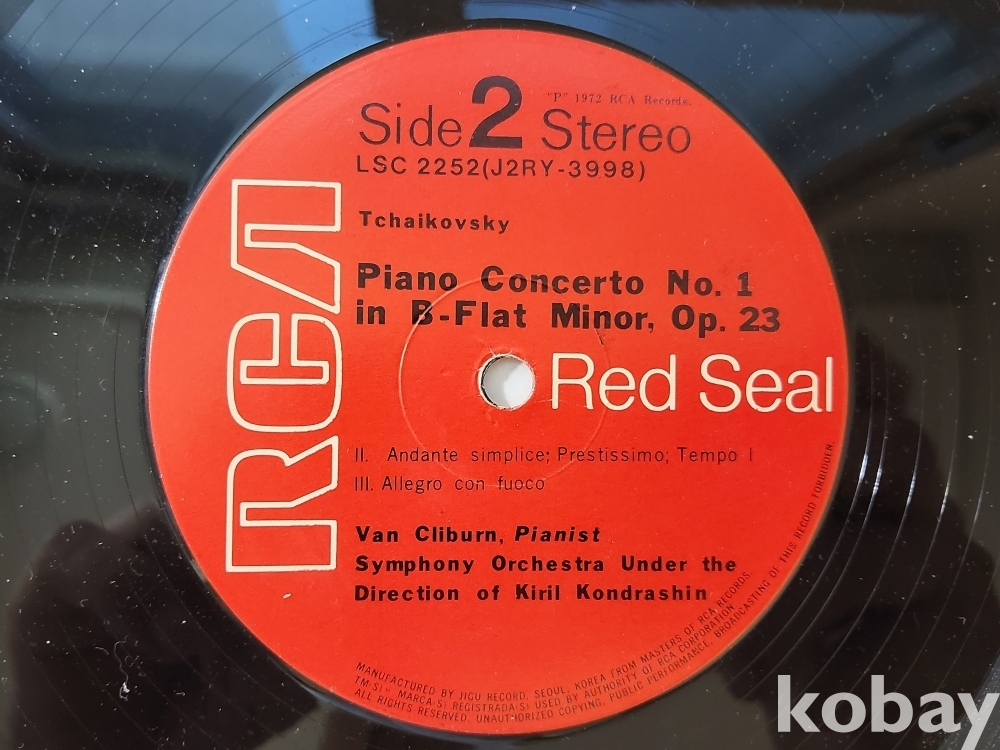 "P" 1972 RCA Records.
Side 2 Stereo
LSC 2252(J2RY-3998)
RCA
Tchaikovsky
Piano Concerto No. 1
in B-Flat Minor, Op. 23
Red Seal
II. Andante simplice; Prestissimo; Tempo I
III. Allegro con fuoco
Van Cliburn, Pianist
Symphony Orchestra Under the
Direction of Kiril Kondrashin
MANUFACTURED BY JIGU RECORD, SEOUL, KOREA FROM MASTERS OF RCA RECORDS.
TM·S)" MARCA·S) REGISTRADA·S) USED BY AUTHORITY OF RCA CORPORATION
ALL RIGHTS RESERVED. UNAUTHORIZED COPYING, PUBLIC PERFORMANCE, BROADCASTING OF THIS RECORD FORBIDDEN.
kobay